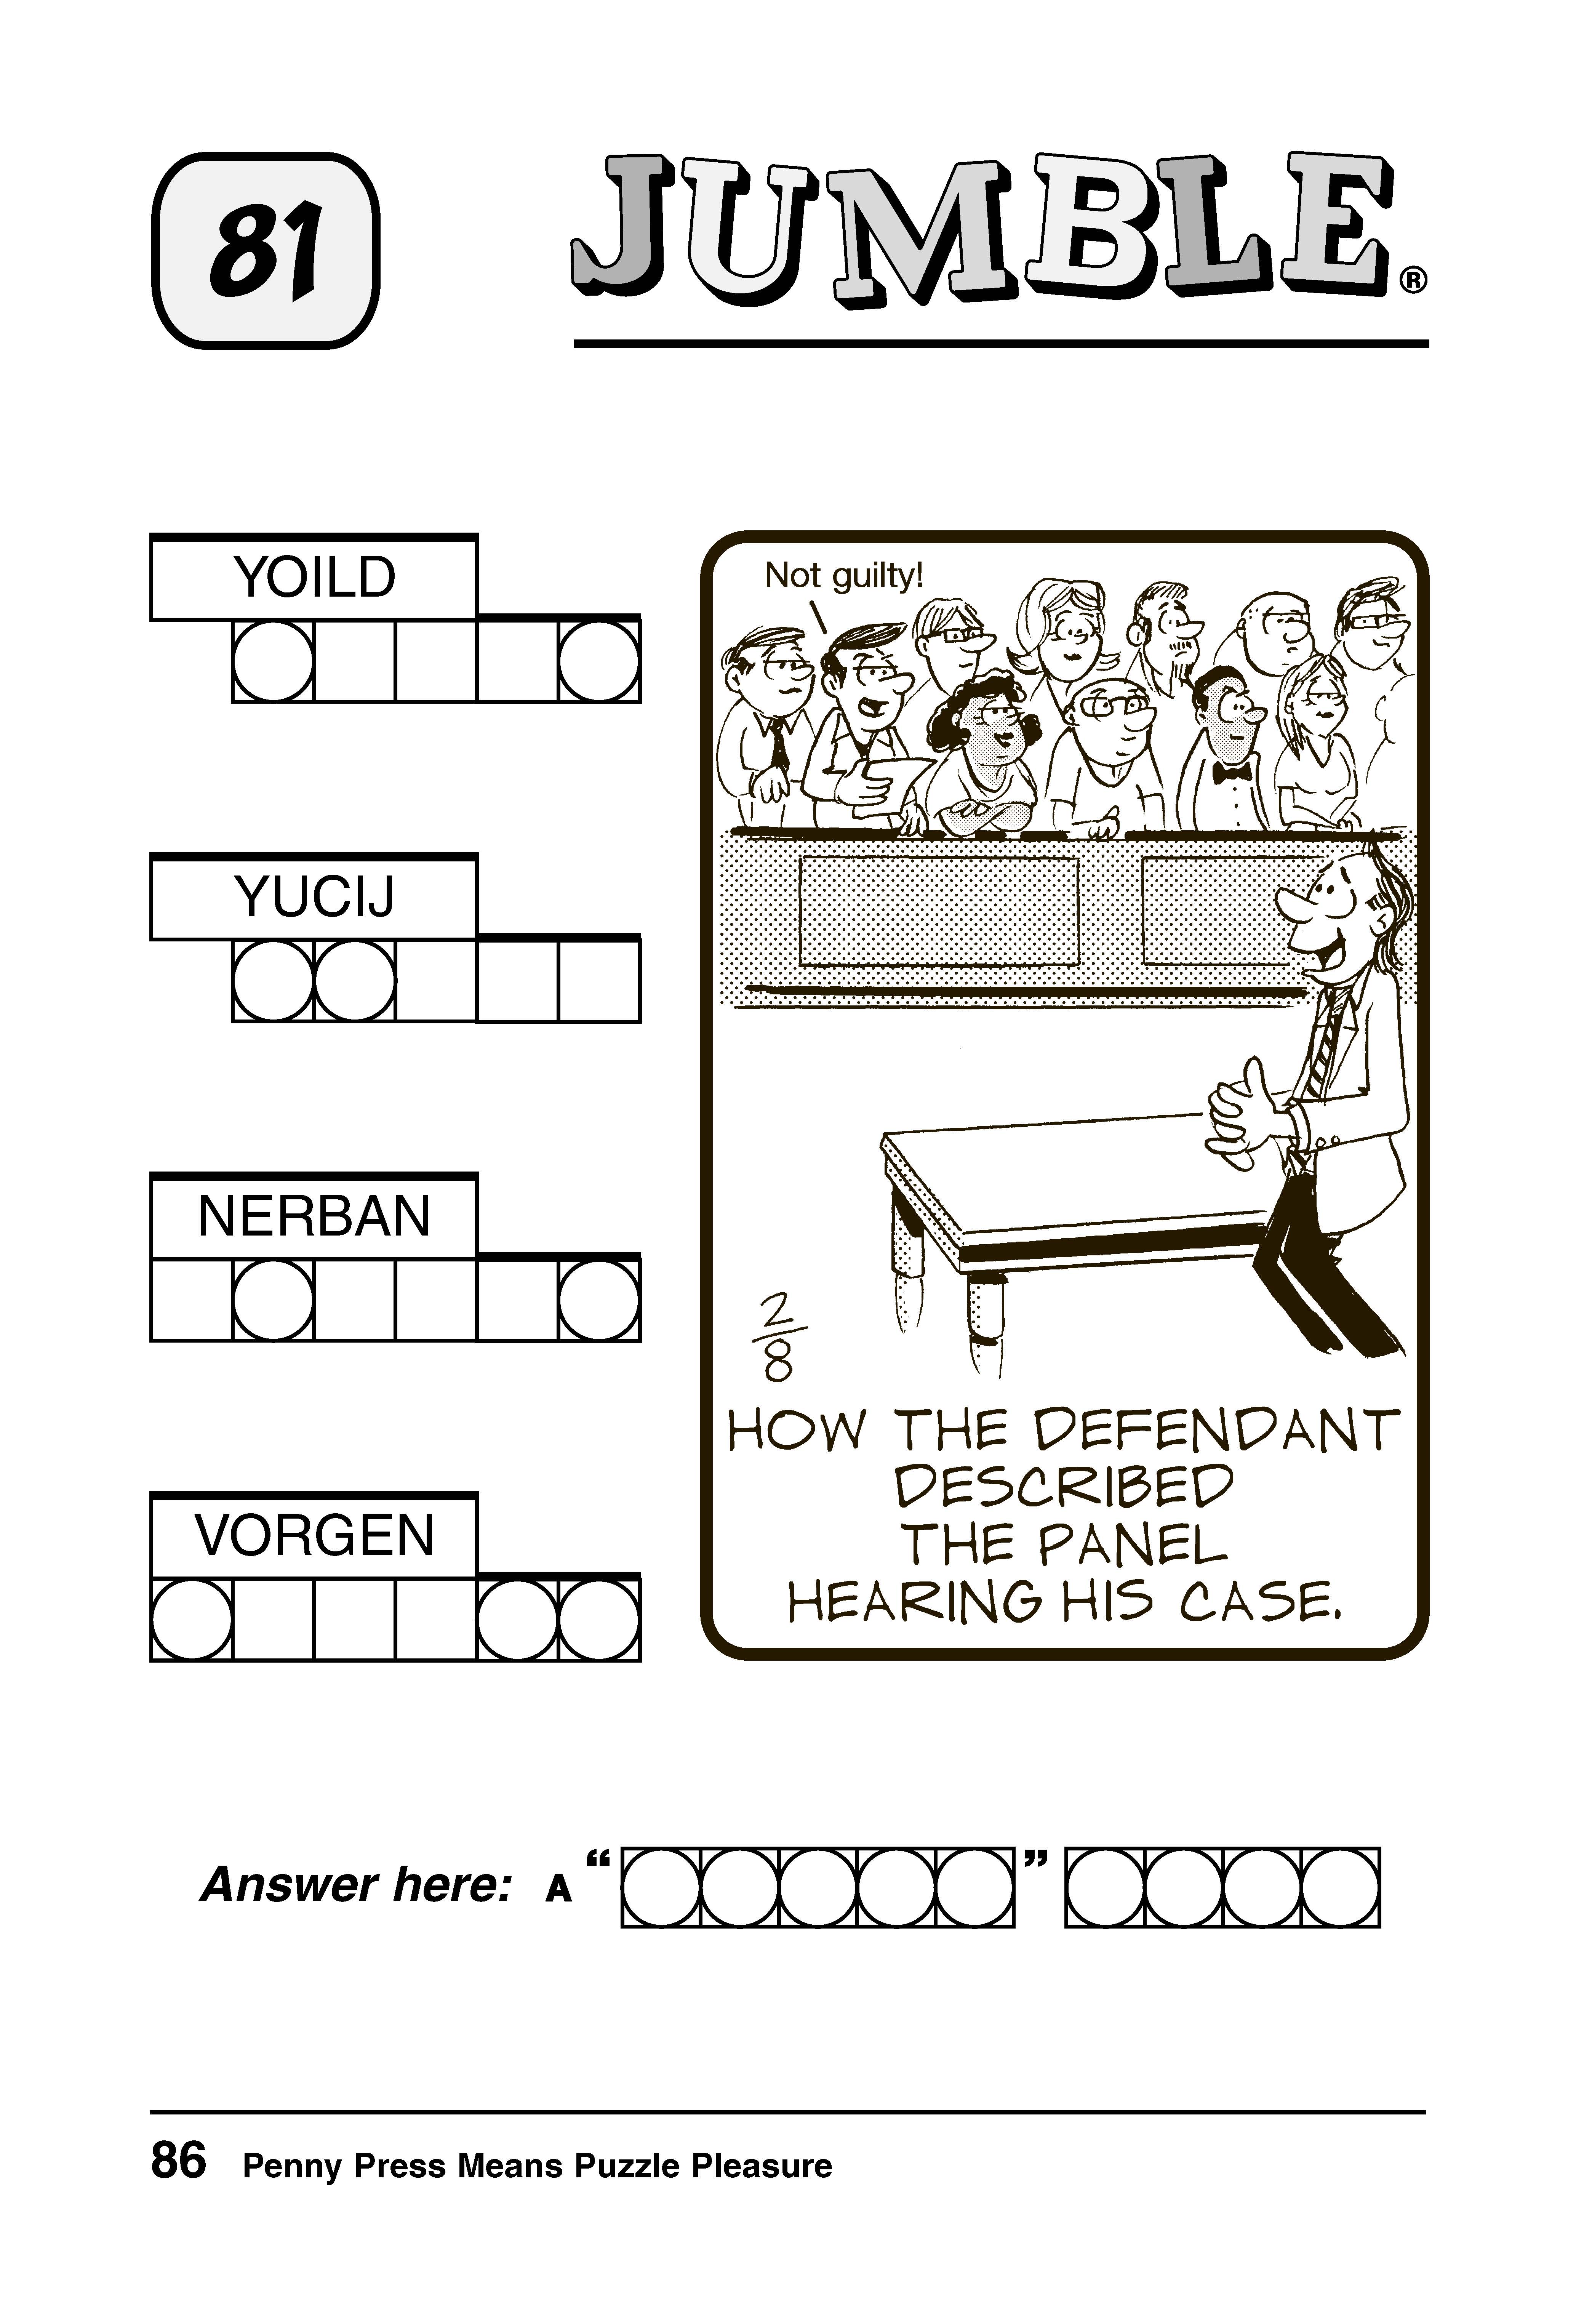 81
JUMBLE®
YOILD
YUCIJ
NERBAN
VORGEN
Not guilty!
2/8
HOW THE DEFENDANT
DESCRIBED
THE PANEL
HEARING HIS CASE.
Answer here: A “ ”
86 Penny Press Means Puzzle Pleasure